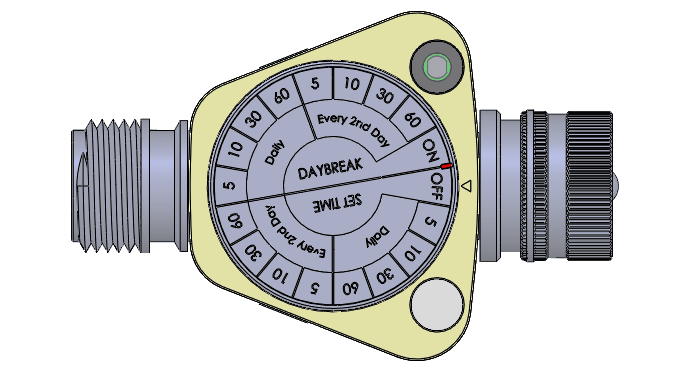 5 10 30 60
Every 2nd Day
5 10 30 60
Daily
ON
DAYBREAK
OFF
SET TIME
5 10 30 60
Daily
5 10 30 60
Every 2nd Day